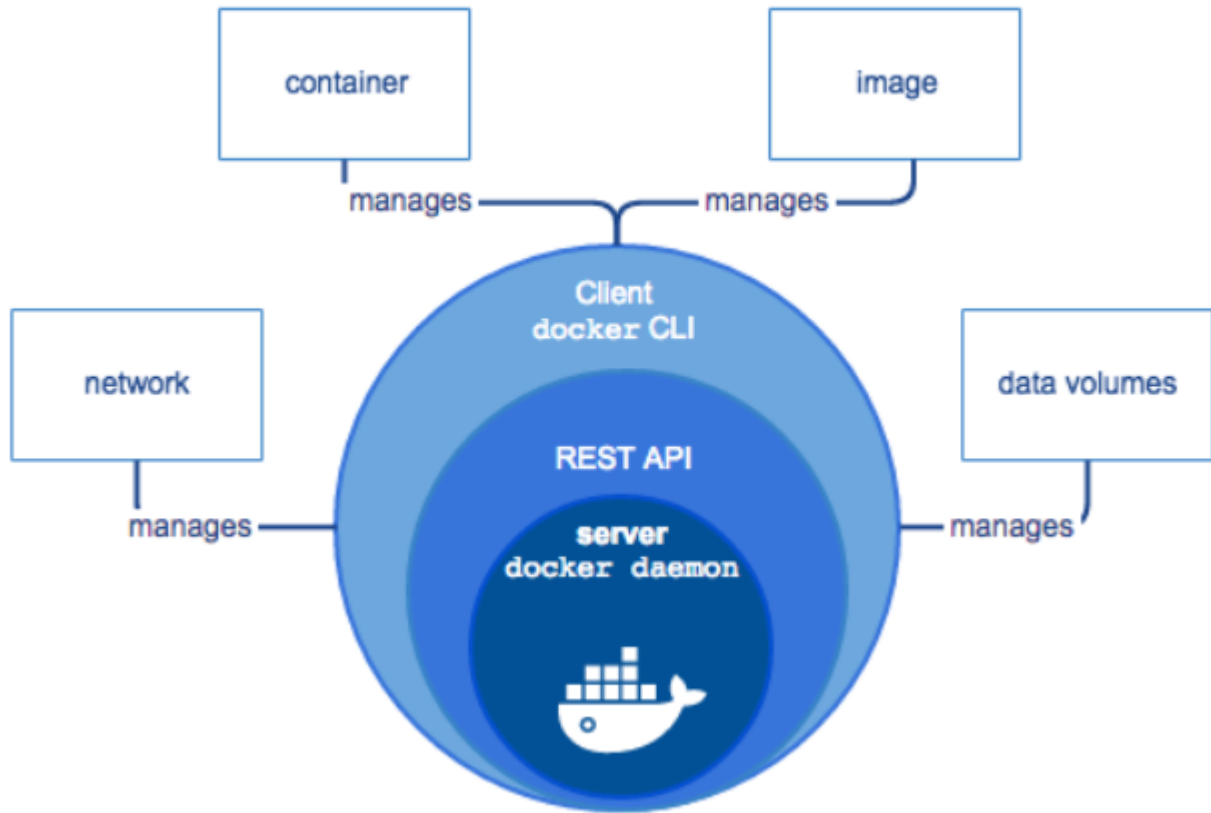 container
image
manages
manages
Client
docker CLI
network
data volumes
REST API
manages
manages
server
docker daemon